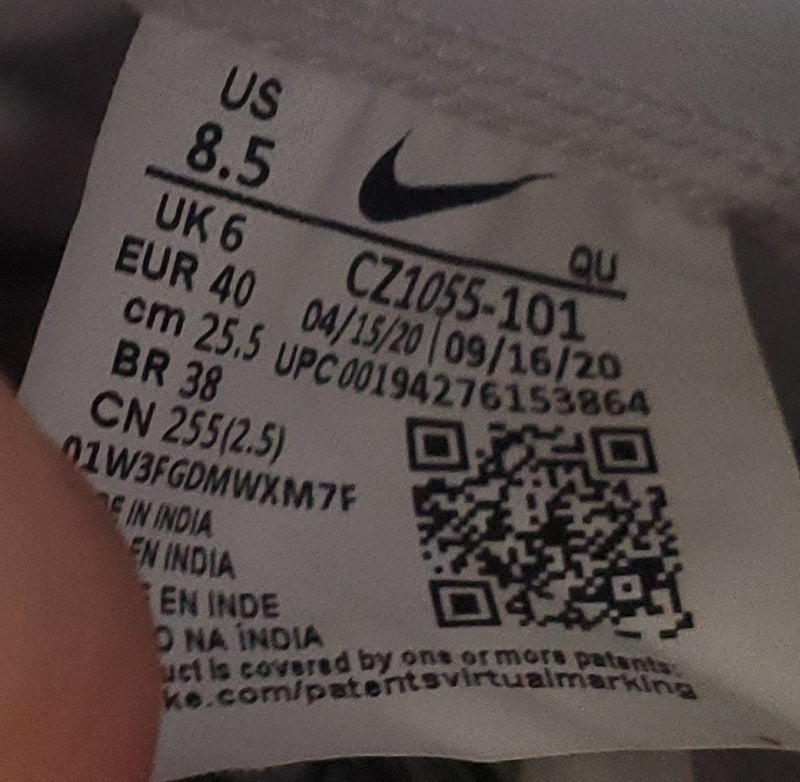 US
8.5
QU
UK 6
CZ1055-101
EUR 40
04/15/20 | 09/16/20
cm 25.5
UPC 00194276153864
BR 38
CN 255(2.5)
01W3FGDMWXM7F
IN INDIA
EN INDIA
EN INDE
NA ÍNDIA
is covered by one or more patents:
ke.com/patentsvirtualmarking